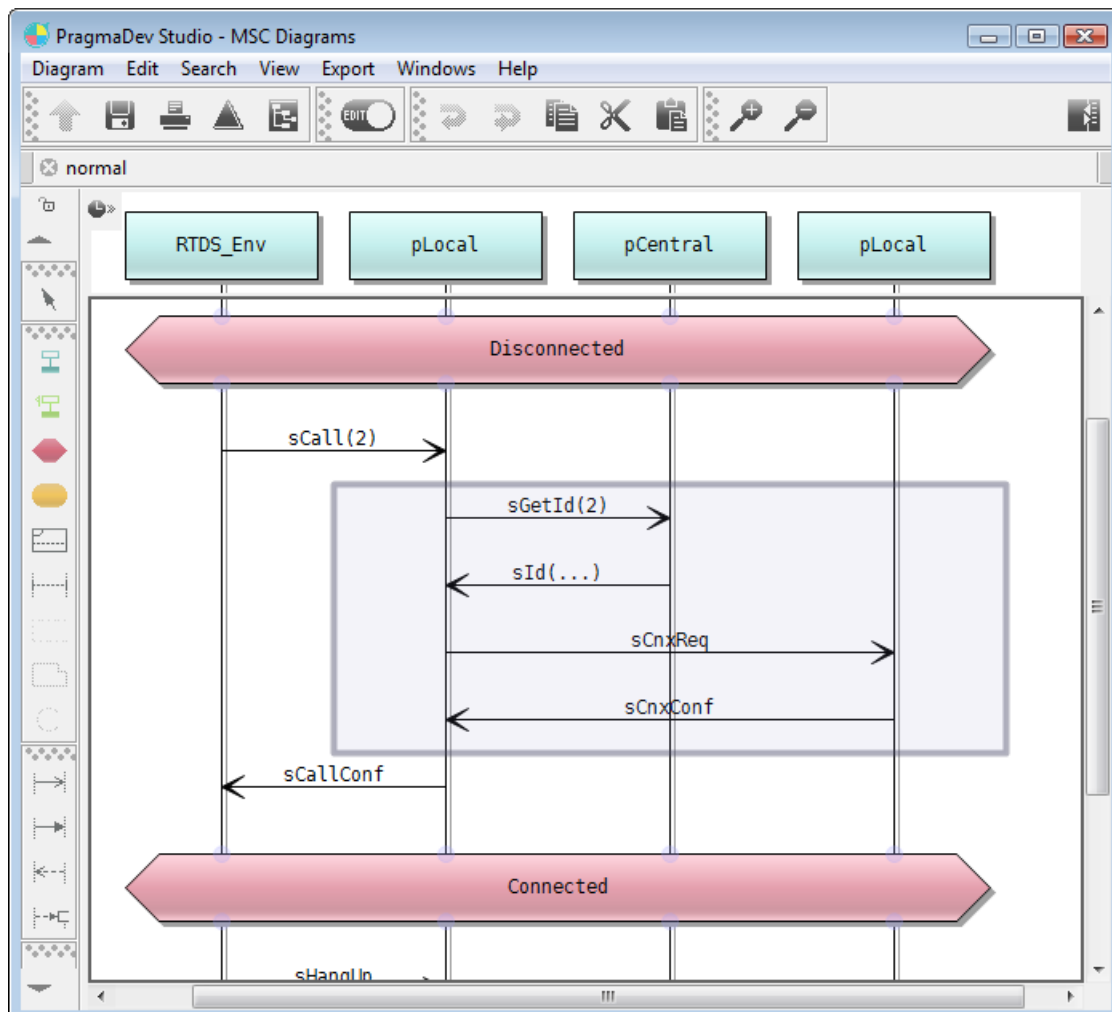 PragmaDev Studio - MSC Diagrams
Diagram Edit Search View Export Windows Help
EDIT
normal
RTDS_Env pLocal pCentral pLocal
Disconnected
sCall(2)
sGetId(2)
sId(...)
sCnxReq
sCnxConf
sCallConf
Connected
sHangUp